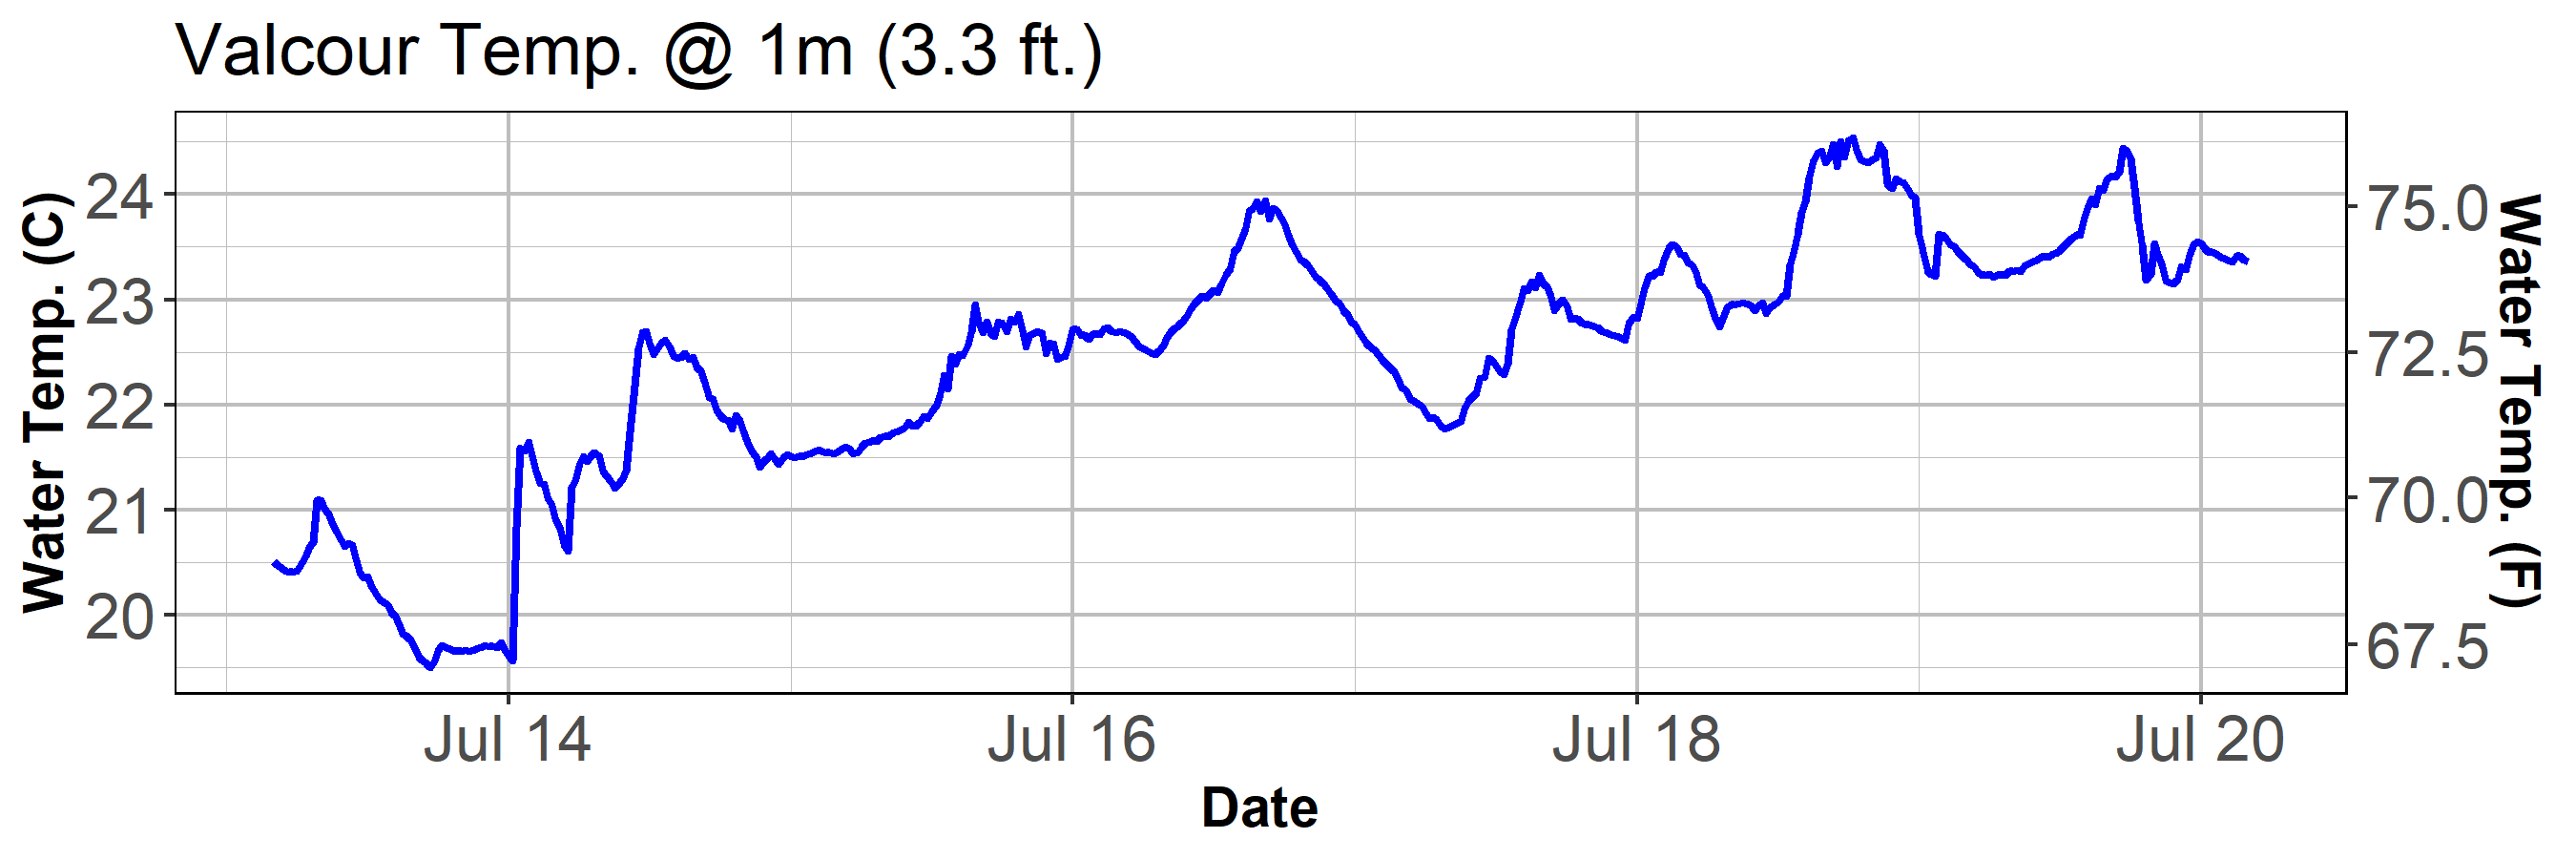 Valcour Temp. @ 1m (3.3 ft.)
Water Temp. (C)
24
23
22
21
20
75.0
72.5
70.0
67.5
Water Temp. (F)
Jul 14
Jul 16
Jul 18
Jul 20
Date